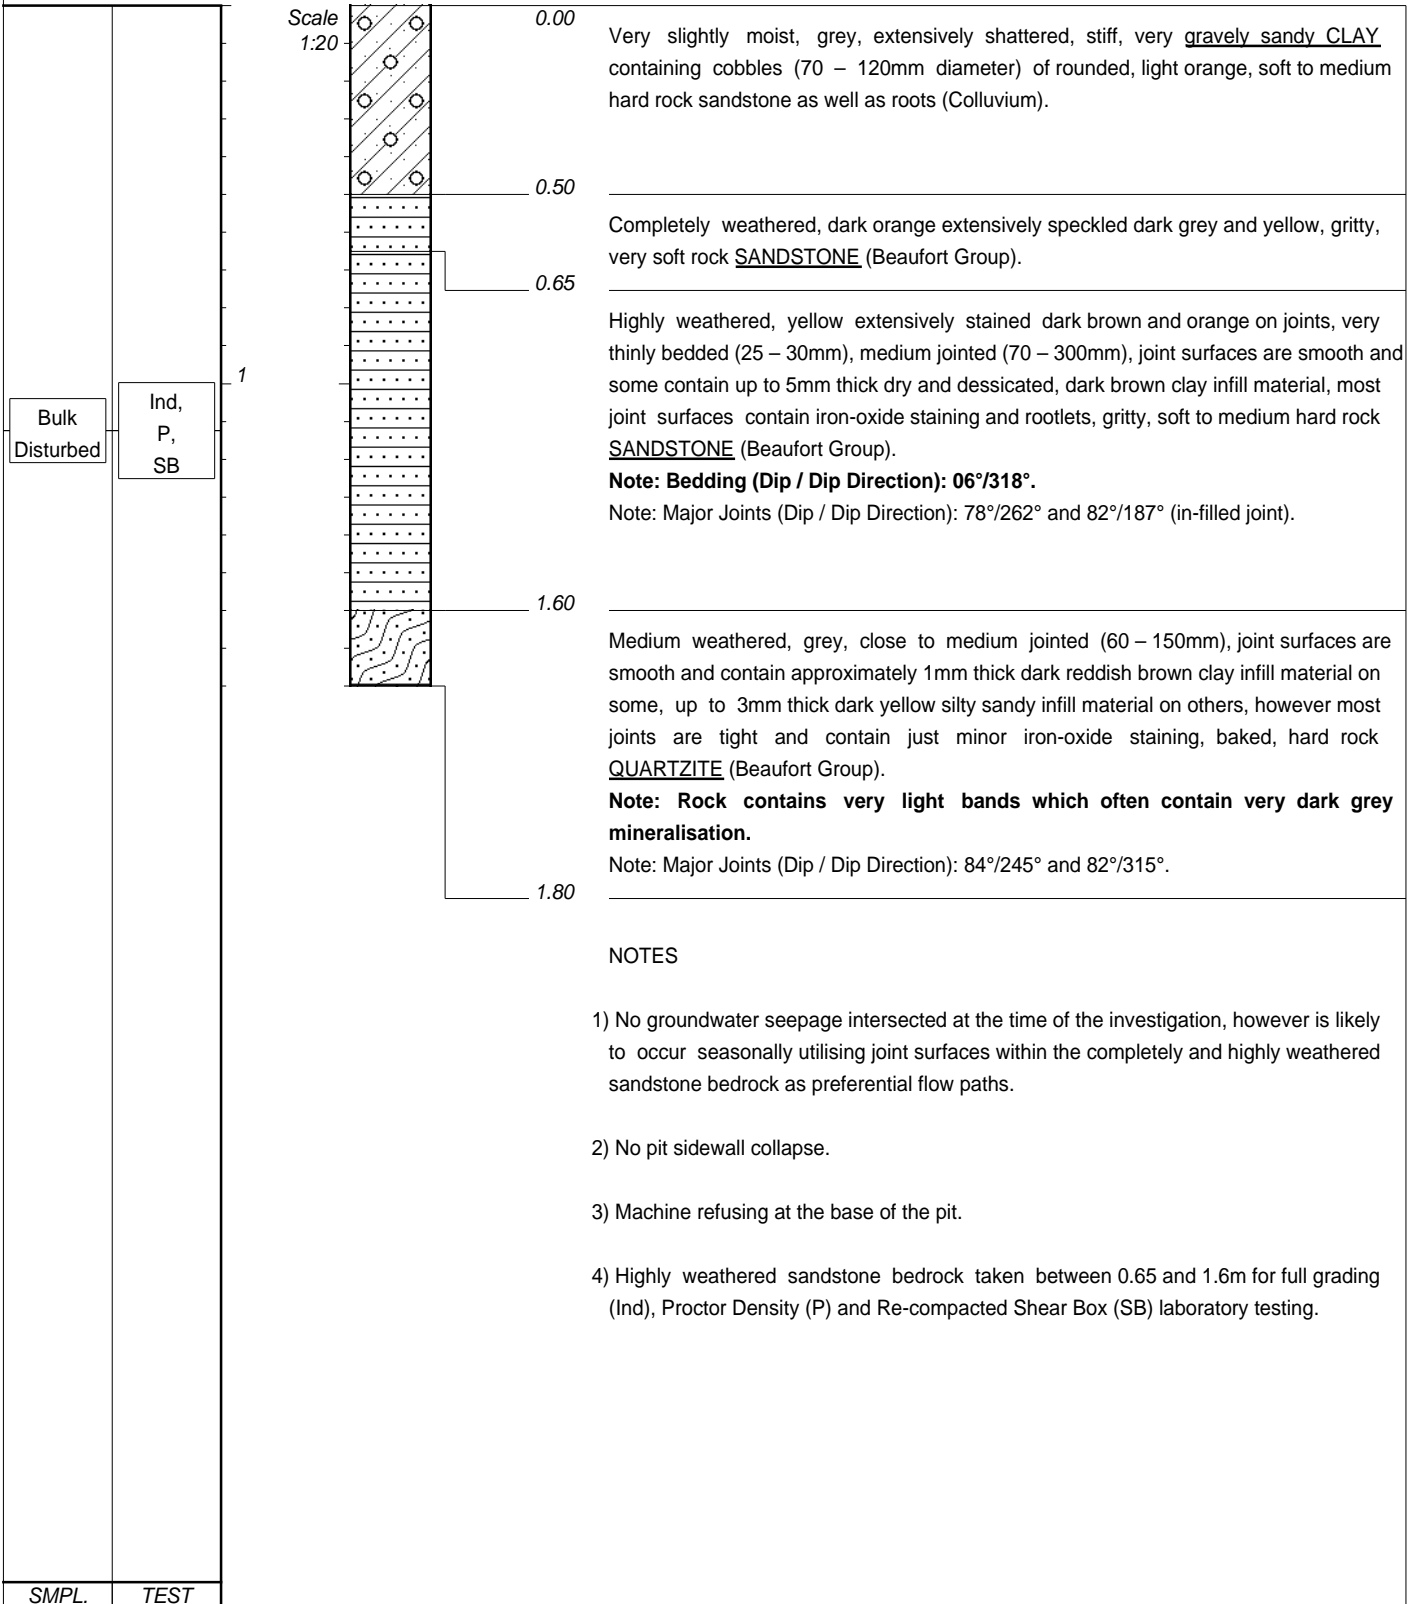 Scale
1:20
0.00
Very slightly moist, grey, extensively shattered, stiff, very gravely sandy CLAY
containing cobbles (70 – 120mm diameter) of rounded, light orange, soft to medium
hard rock sandstone as well as roots (Colluvium).
0.50
Completely weathered, dark orange extensively speckled dark grey and yellow, gritty,
very soft rock SANDSTONE (Beaufort Group).
0.65
Highly weathered, yellow extensively stained dark brown and orange on joints, very
thinly bedded (25 – 30mm), medium jointed (70 – 300mm), joint surfaces are smooth and
some contain up to 5mm thick dry and dessicated, dark brown clay infill material, most
joint surfaces contain iron-oxide staining and rootlets, gritty, soft to medium hard rock
SANDSTONE (Beaufort Group).
Note: Bedding (Dip / Dip Direction): 06°/318°.
Note: Major Joints (Dip / Dip Direction): 78°/262° and 82°/187° (in-filled joint).
1
Bulk
Disturbed
Ind,
P,
SB
1.60
Medium weathered, grey, close to medium jointed (60 – 150mm), joint surfaces are
smooth and contain approximately 1mm thick dark reddish brown clay infill material on
some, up to 3mm thick dark yellow silty sandy infill material on others, however most
joints are tight and contain just minor iron-oxide staining, baked, hard rock
QUARTZITE (Beaufort Group).
Note: Rock contains very light bands which often contain very dark grey
mineralisation.
Note: Major Joints (Dip / Dip Direction): 84°/245° and 82°/315°.
1.80
NOTES
1) No groundwater seepage intersected at the time of the investigation, however is likely
to occur seasonally utilising joint surfaces within the completely and highly weathered
sandstone bedrock as preferential flow paths.
2) No pit sidewall collapse.
3) Machine refusing at the base of the pit.
4) Highly weathered sandstone bedrock taken between 0.65 and 1.6m for full grading
(Ind), Proctor Density (P) and Re-compacted Shear Box (SB) laboratory testing.
SMPL.
TEST